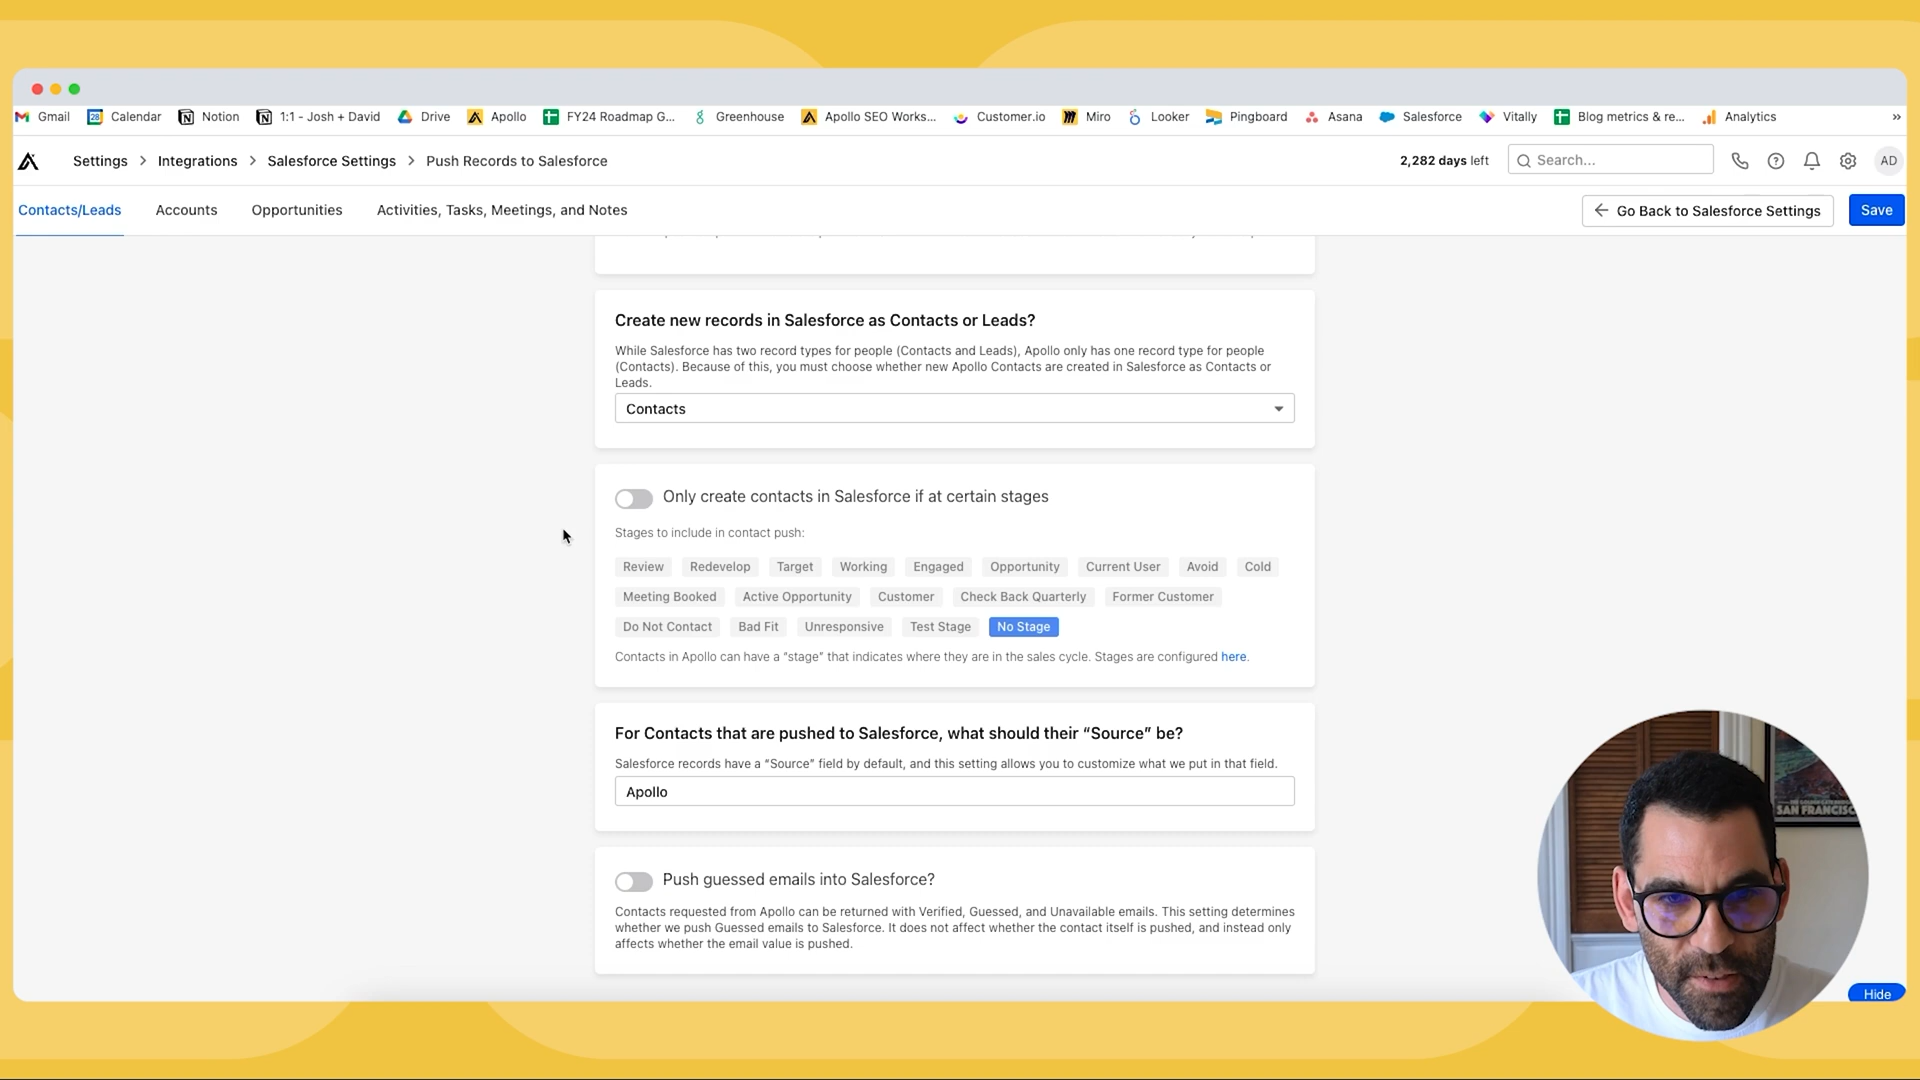 Gmail Calendar Notion 1:1 - Josh + David Drive Apollo FY24 Roadmap G... Greenhouse Apollo SEO Works... Customer.io Miro Looker Pingboard Asana Salesforce Vitally Blog metrics & re... Analytics »
Settings > Integrations > Salesforce Settings > Push Records to Salesforce 2,282 days left Search... AD
Contacts/Leads Accounts Opportunities Activities, Tasks, Meetings, and Notes Go Back to Salesforce Settings Save
Create new records in Salesforce as Contacts or Leads?
While Salesforce has two record types for people (Contacts and Leads), Apollo only has one record type for people
(Contacts). Because of this, you must choose whether new Apollo Contacts are created in Salesforce as Contacts or
Leads.
Contacts
Only create contacts in Salesforce if at certain stages
Stages to include in contact push:
Review Redevelop Target Working Engaged Opportunity Current User Avoid Cold
Meeting Booked Active Opportunity Customer Check Back Quarterly Former Customer
Do Not Contact Bad Fit Unresponsive Test Stage No Stage
Contacts in Apollo can have a "stage" that indicates where they are in the sales cycle. Stages are configured here.
For Contacts that are pushed to Salesforce, what should their “Source” be?
Salesforce records have a “Source” field by default, and this setting allows you to customize what we put in that field.
Apollo
Push guessed emails into Salesforce?
Contacts requested from Apollo can be returned with Verified, Guessed, and Unavailable emails. This setting determines
whether we push Guessed emails to Salesforce. It does not affect whether the contact itself is pushed, and instead only
affects whether the email value is pushed.
SAN FRANCISC
Hide